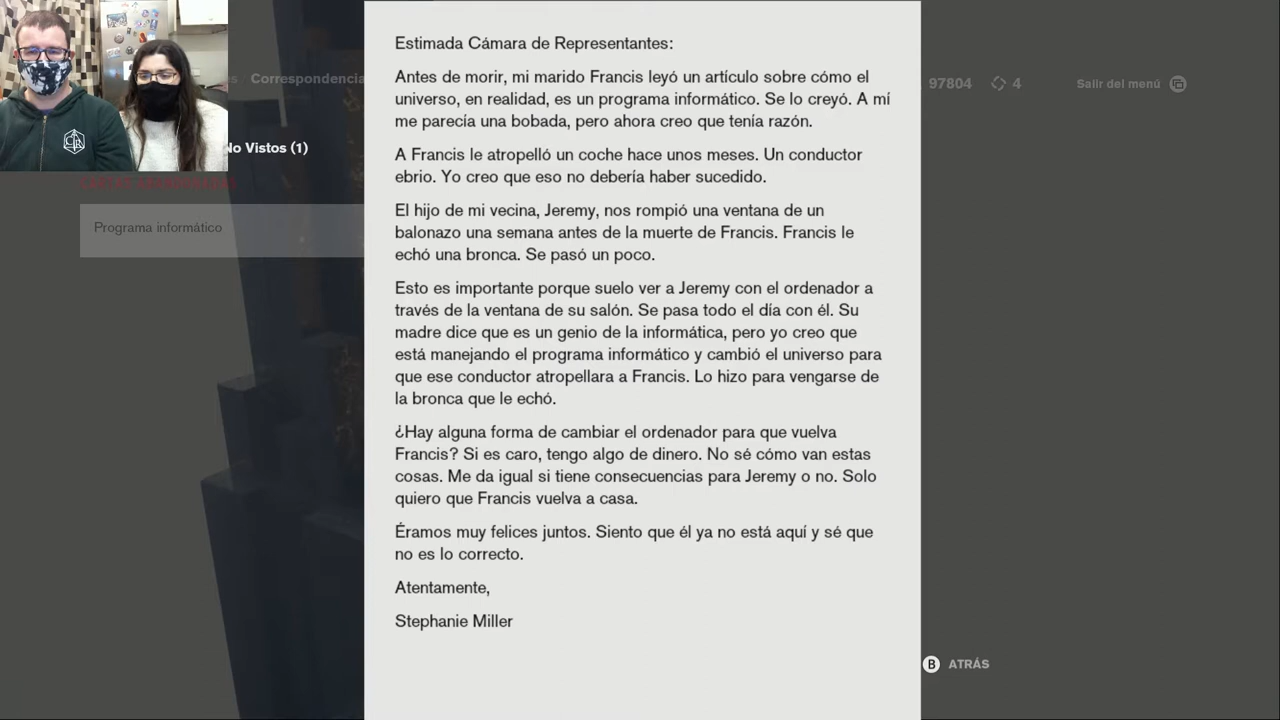 Correspondencia
97804
4
Salir del menú
No Vistos (1)
Programa informático
Estimada Cámara de Representantes:
Antes de morir, mi marido Francis leyó un artículo sobre cómo el
universo, en realidad, es un programa informático. Se lo creyó. A mí
me parecía una bobada, pero ahora creo que tenía razón.
A Francis le atropelló un coche hace unos meses. Un conductor
ebrio. Yo creo que eso no debería haber sucedido.
El hijo de mi vecina, Jeremy, nos rompió una ventana de un
balonazo una semana antes de la muerte de Francis. Francis le
echó una bronca. Se pasó un poco.
Esto es importante porque suelo ver a Jeremy con el ordenador a
través de la ventana de su salón. Se pasa todo el día con él. Su
madre dice que es un genio de la informática, pero yo creo que
está manejando el programa informático y cambió el universo para
que ese conductor atropellara a Francis. Lo hizo para vengarse de
la bronca que le echó.
¿Hay alguna forma de cambiar el ordenador para que vuelva
Francis? Si es caro, tengo algo de dinero. No sé cómo van estas
cosas. Me da igual si tiene consecuencias para Jeremy o no. Solo
quiero que Francis vuelva a casa.
Éramos muy felices juntos. Siento que él ya no está aquí y sé que
no es lo correcto.
Atentamente,
Stephanie Miller
B ATRÁS